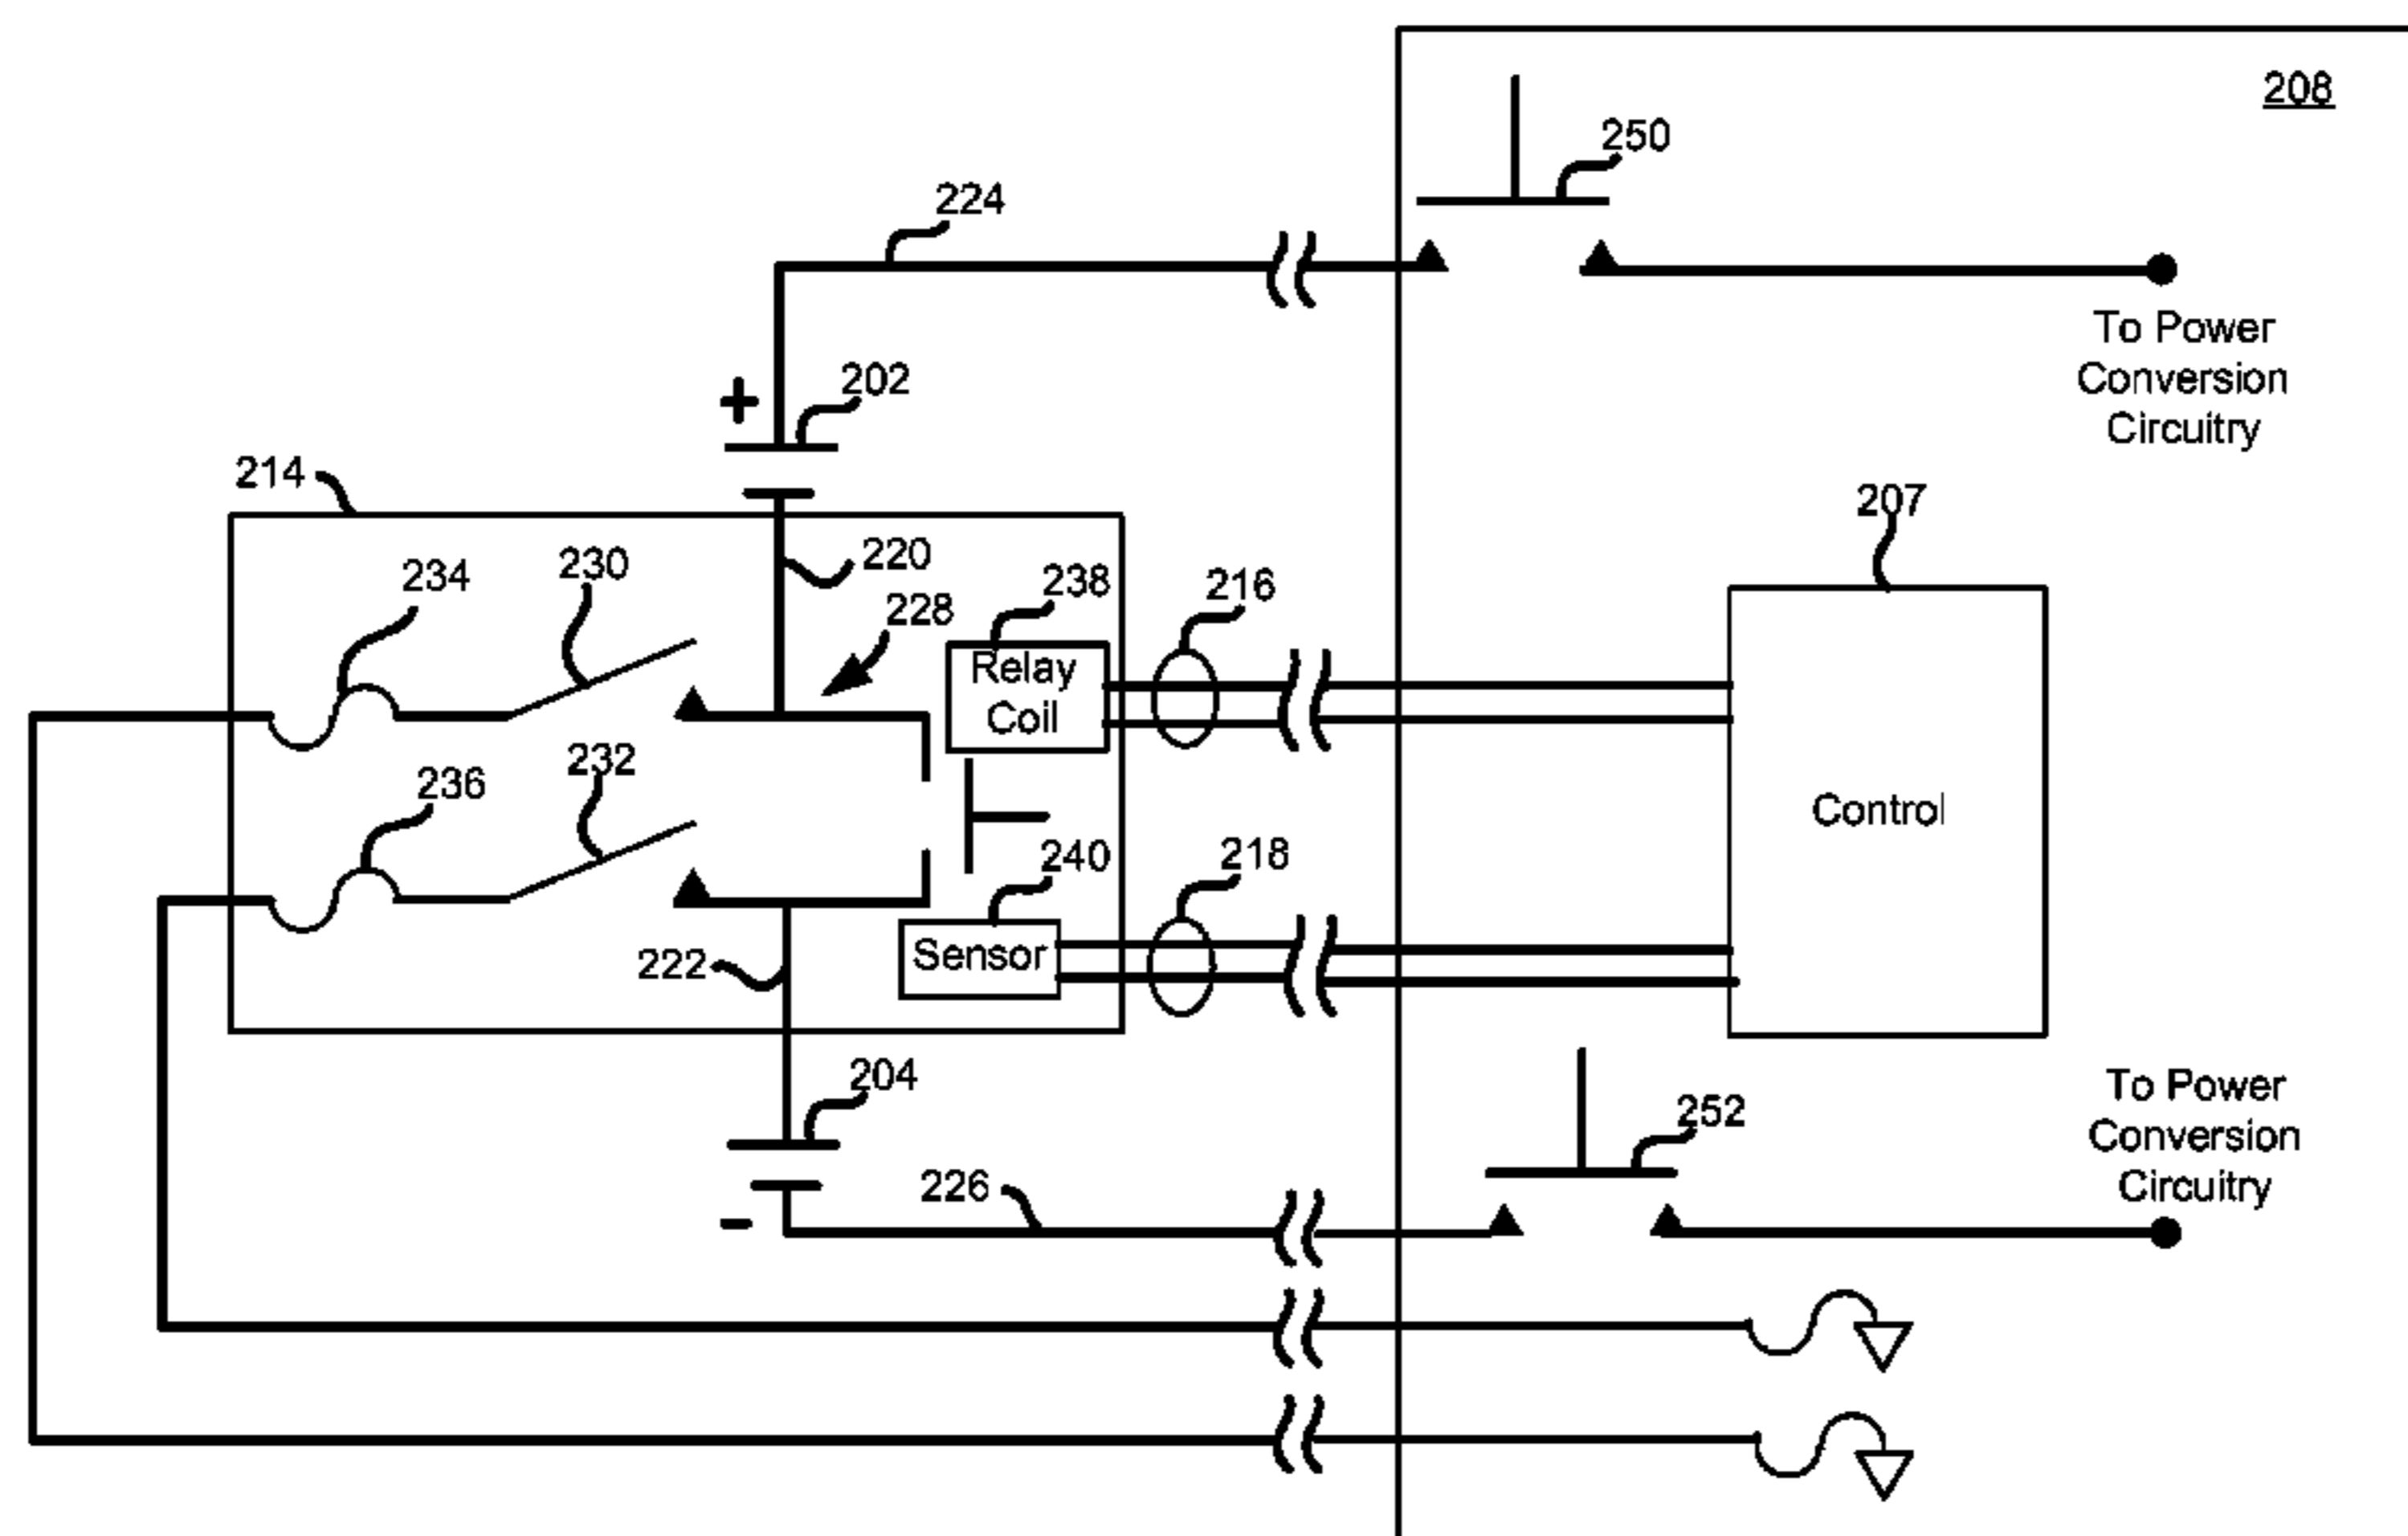 208
250
224
To Power
Conversion
Circuitry
+
202
214
207
234
230
220
238
216
228
Relay
Coil
232
236
Control
240
218
222
Sensor
204
252
To Power
Conversion
Circuitry
226
-